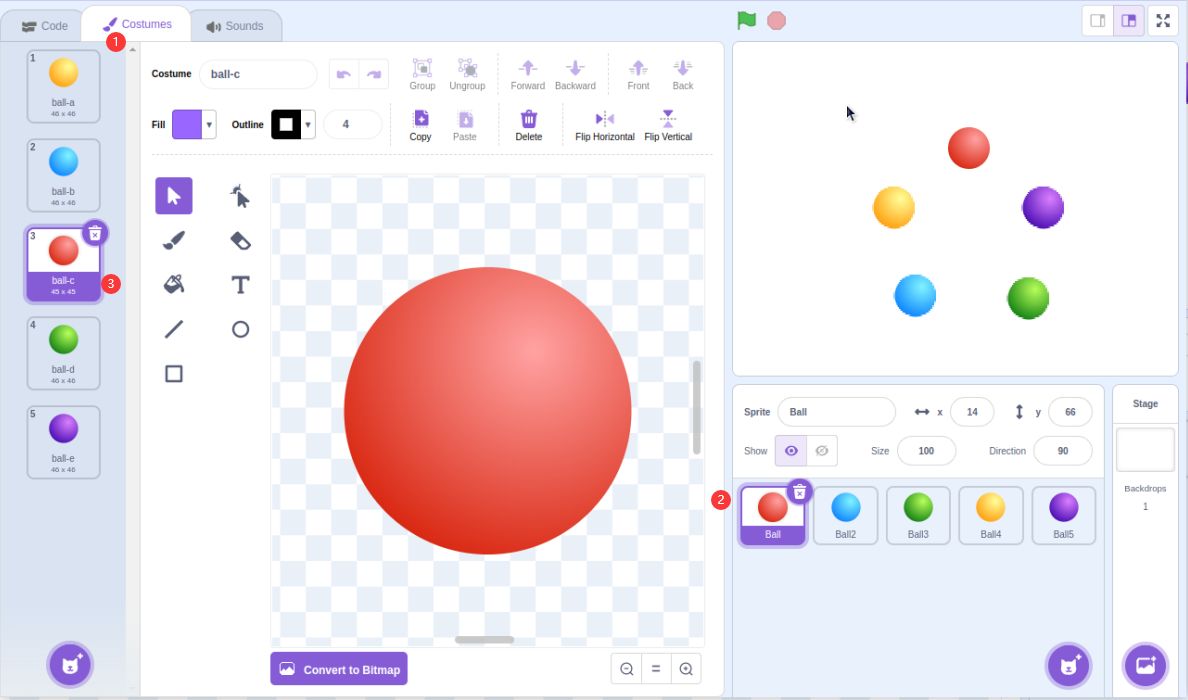 Code Costumes Sounds
1
1
ball-a
46 x 46
2
ball-b
46 x 46
3
ball-c
45 x 45
3
4
ball-d
46 x 46
5
ball-e
46 x 46
Costume ball-c Group Ungroup Forward Backward Front Back
Fill Outline 4 Copy Paste Delete Flip Horizontal Flip Vertical
T
Convert to Bitmap
Sprite Ball x 14 y 66
Show Size 100 Direction 90
2
Ball Ball2 Ball3 Ball4 Ball5
Stage
Backdrops
1